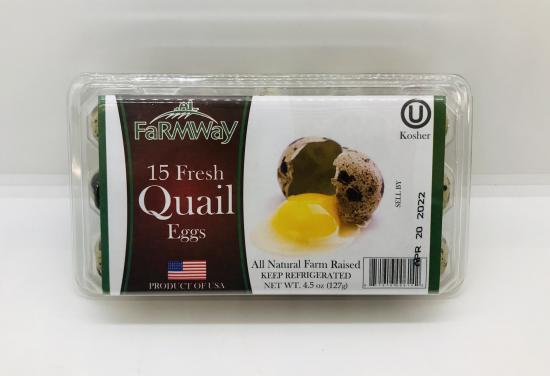 FaRMWay
15 Fresh
Quail
Eggs
PRODUCT OF USA
U
Kosher
SELL BY
APR 20 2022
All Natural Farm Raised
KEEP REFRIGERATED
NET WT. 4.5 oz (127g)